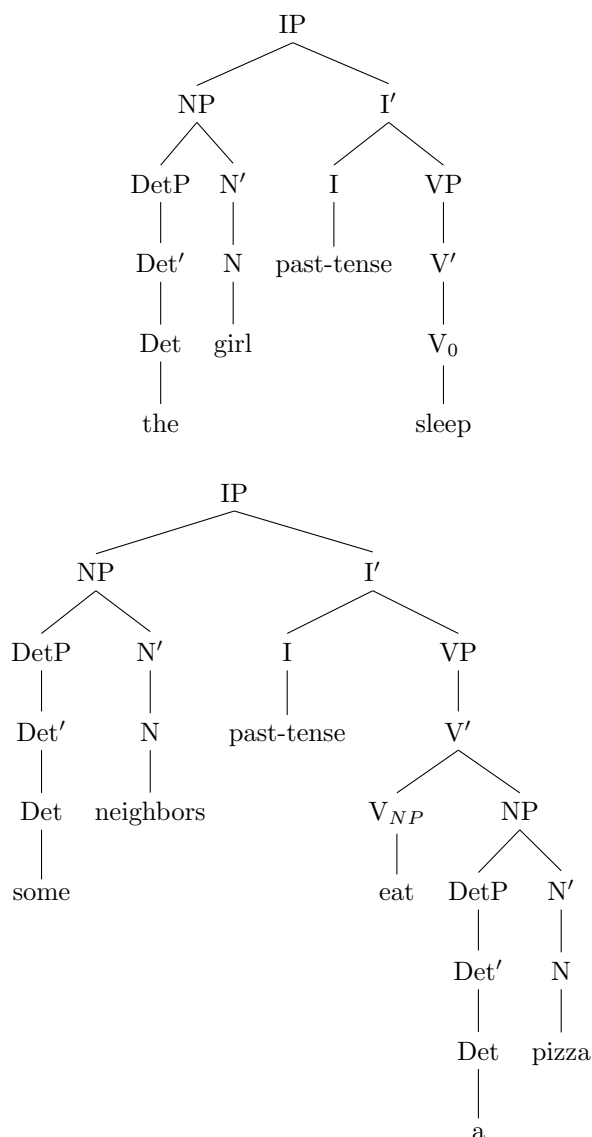 IP
NP I′
DetP N′ I VP
Det′ N past-tense V′
Det girl V₀
the sleep
IP
NP I′
DetP N′ I VP
Det′ N past-tense V′
Det neighbors V_NP NP
some eat DetP N′
Det′ N
Det pizza
a